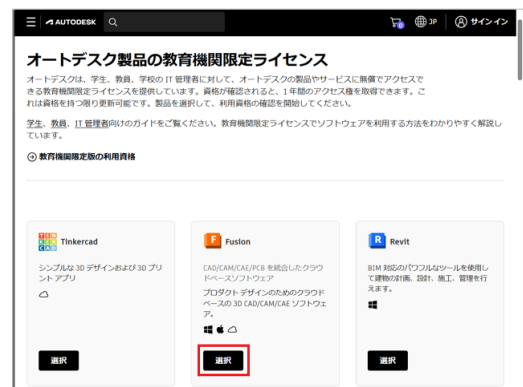 AUTODESK
JP
サインイン
オートデスク製品の教育機関限定ライセンス
オートデスクは、学生、教員、学校の IT 管理者に対して、オートデスクの製品やサービスに無償でアクセスで
きる教育機関限定ライセンスを提供しています。資格が確認されると、1 年間のアクセス権を取得できます。こ
れは資格を持つ限り更新可能です。製品を選択して、利用資格の確認を開始してください。
学生、教員、IT 管理者向けのガイドをご覧ください。教育機関限定ライセンスでソフトウェアを利用する方法をわかりやすく解説し
ています。
教育機関限定版の利用資格
Tinkercad
シンプルな 3D デザインおよび 3D プリ
ント アプリ
選択
Fusion
CAD/CAM/CAE/PCB を統合したクラウ
ドベースソフトウェア
プロダクト デザインのためのクラウド
ベースの 3D CAD/CAM/CAE ソフトウェ
ア。
選択
Revit
BIM 対応のパワフルなツールを使用し
て建物の計画、設計、施工、管理を行
えます。
選択